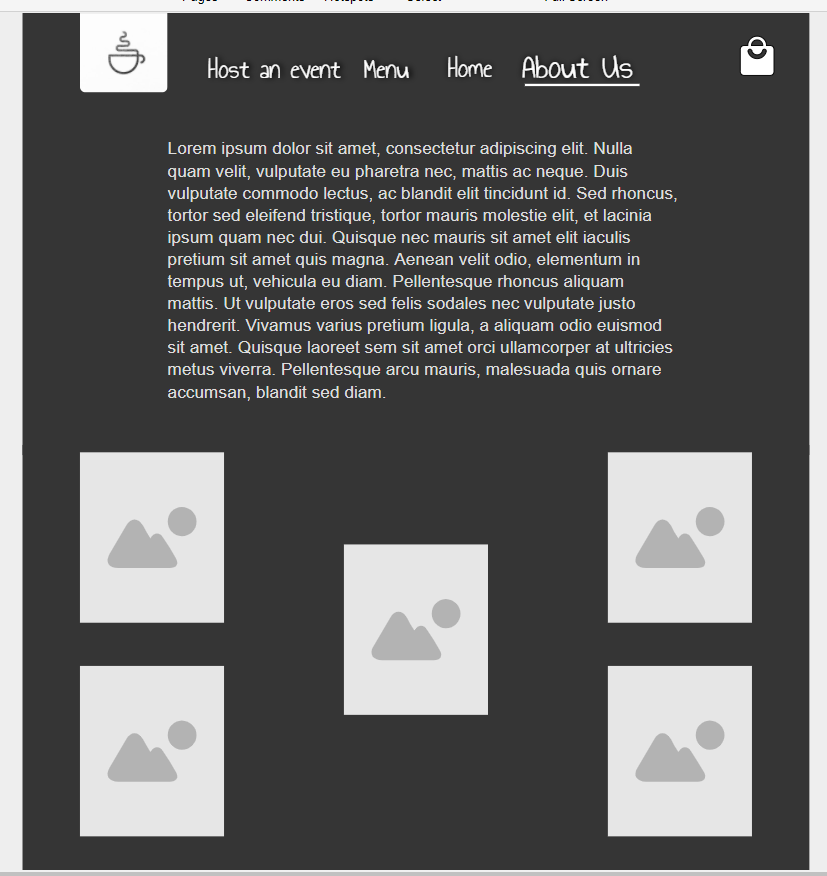 Pages Comments Hotspots Select Full Screen
Host an event Menu Home About Us
Lorem ipsum dolor sit amet, consectetur adipiscing elit. Nulla
quam velit, vulputate eu pharetra nec, mattis ac neque. Duis
vulputate commodo lectus, ac blandit elit tincidunt id. Sed rhoncus,
tortor sed eleifend tristique, tortor mauris molestie elit, et lacinia
ipsum quam nec dui. Quisque nec mauris sit amet elit iaculis
pretium sit amet quis magna. Aenean velit odio, elementum in
tempus ut, vehicula eu diam. Pellentesque rhoncus aliquam
mattis. Ut vulputate eros sed felis sodales nec vulputate justo
hendrerit. Vivamus varius pretium ligula, a aliquam odio euismod
sit amet. Quisque laoreet sem sit amet orci ullamcorper at ultricies
metus viverra. Pellentesque arcu mauris, malesuada quis ornare
accumsan, blandit sed diam.